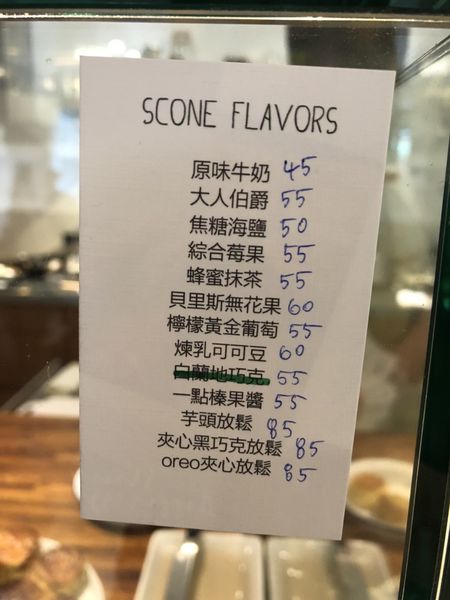 SCONE FLAVORS
原味牛奶 45
大人伯爵 55
焦糖海鹽 50
綜合莓果 55
蜂蜜抹茶 55
貝里斯無花果 60
檸檬黃金葡萄 55
煉乳可可豆 60
白蘭地巧克 55
一點榛果醬 55
芋頭放鬆 85
夾心黑巧克放鬆 85
oreo夾心放鬆 85